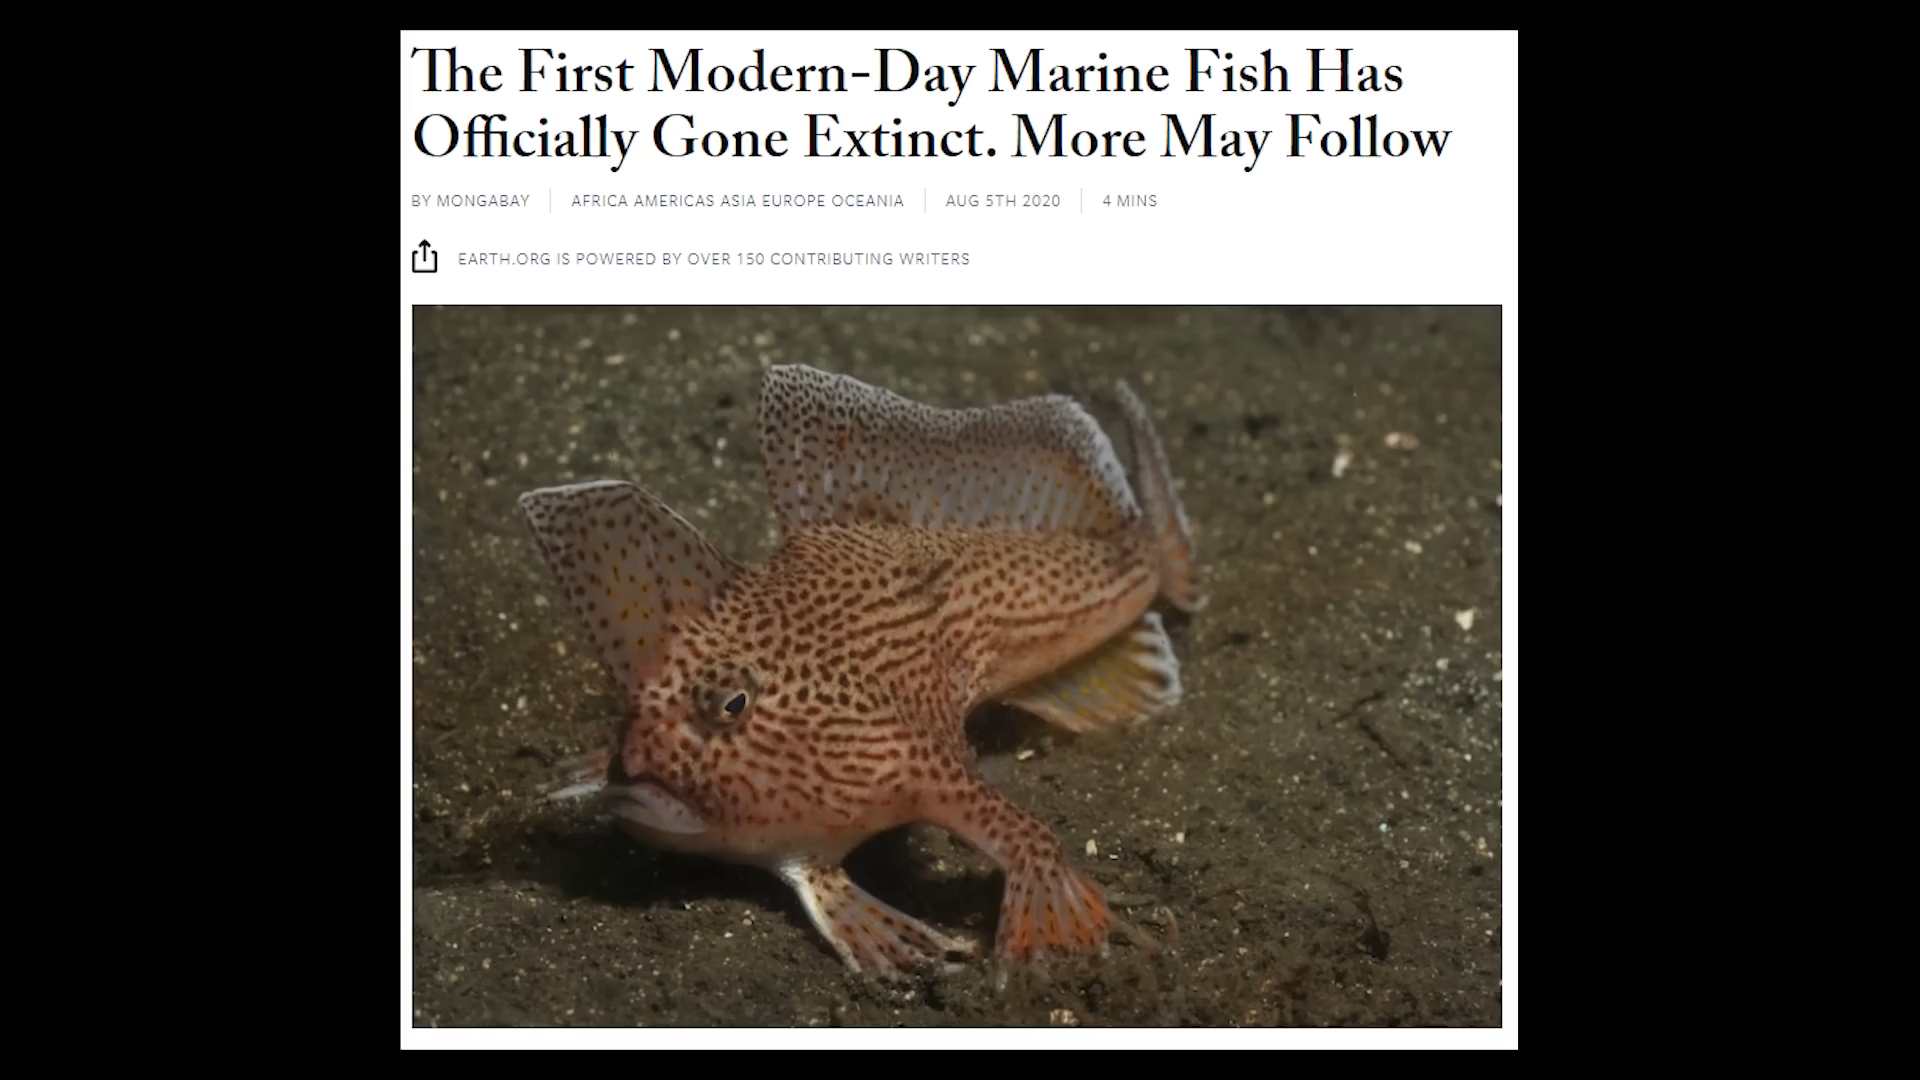 The First Modern-Day Marine Fish Has
Officially Gone Extinct. More May Follow
BY MONGABAY AFRICA AMERICAS ASIA EUROPE OCEANIA AUG 5TH 2020 4 MINS
EARTH.ORG IS POWERED BY OVER 150 CONTRIBUTING WRITERS